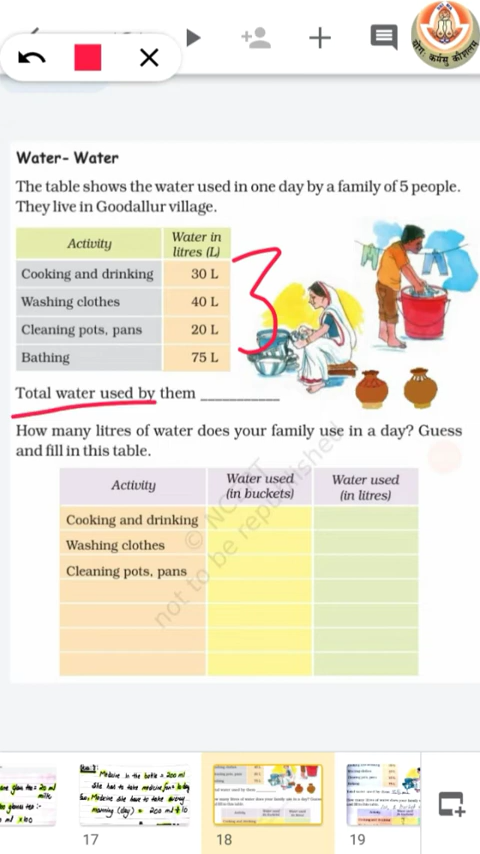 योगः कर्मसु कौशलम्
Water- Water
The table shows the water used in one day by a family of 5 people.
They live in Goodallur village.
Activity Water in
litres (L)
Cooking and drinking 30 L
Washing clothes 40 L
Cleaning pots, pans 20 L
Bathing 75 L
Total water used by them ____________
How many litres of water does your family use in a day? Guess
and fill in this table.
Activity Water used
(in buckets) Water used
(in litres)
Cooking and drinking
Washing clothes
Cleaning pots, pans
not to be republished
17
18
19